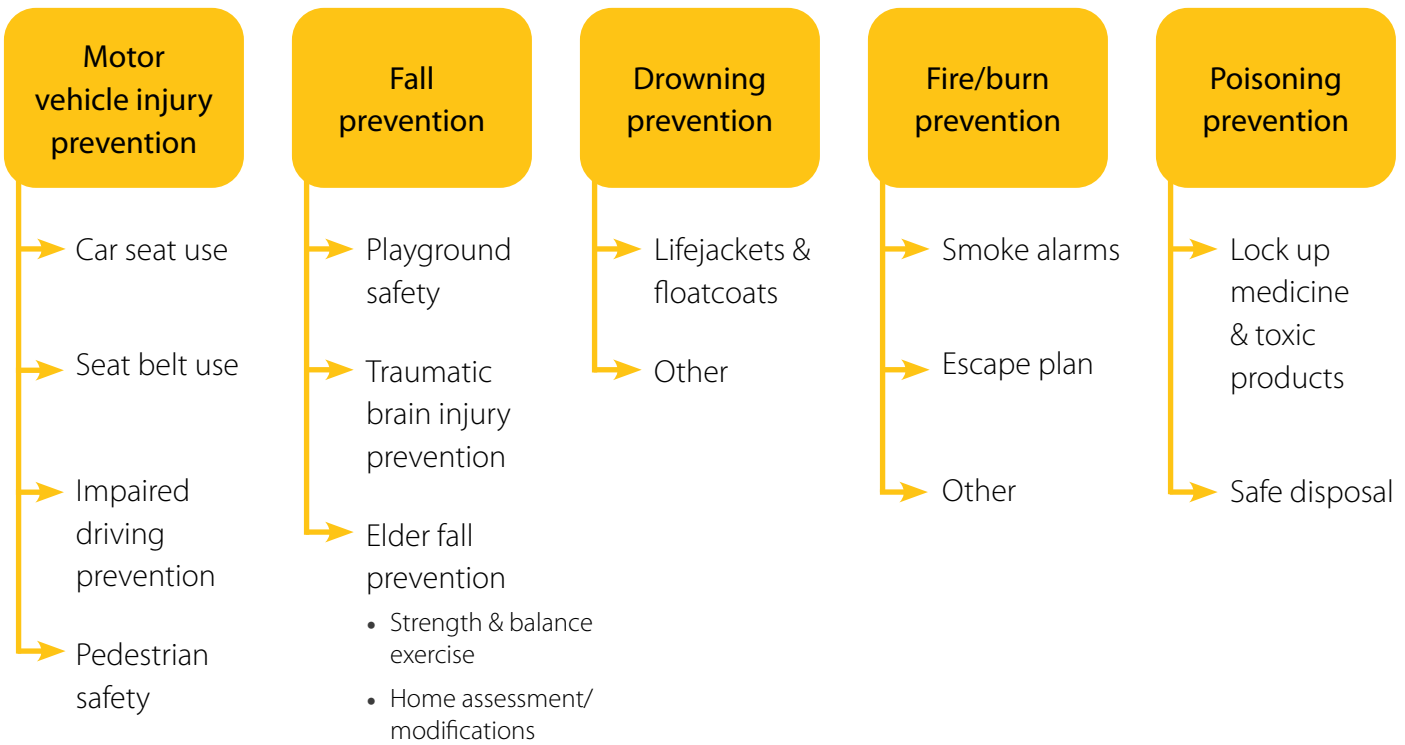 Motor
vehicle injury
prevention
Car seat use
Seat belt use
Impaired
driving
prevention
Pedestrian
safety
Fall
prevention
Playground
safety
Traumatic
brain injury
prevention
Elder fall
prevention
• Strength & balance
exercise
• Home assessment/
modifications
Drowning
prevention
Lifejackets &
floatcoats
Other
Fire/burn
prevention
Smoke alarms
Escape plan
Other
Poisoning
prevention
Lock up
medicine
& toxic
products
Safe disposal